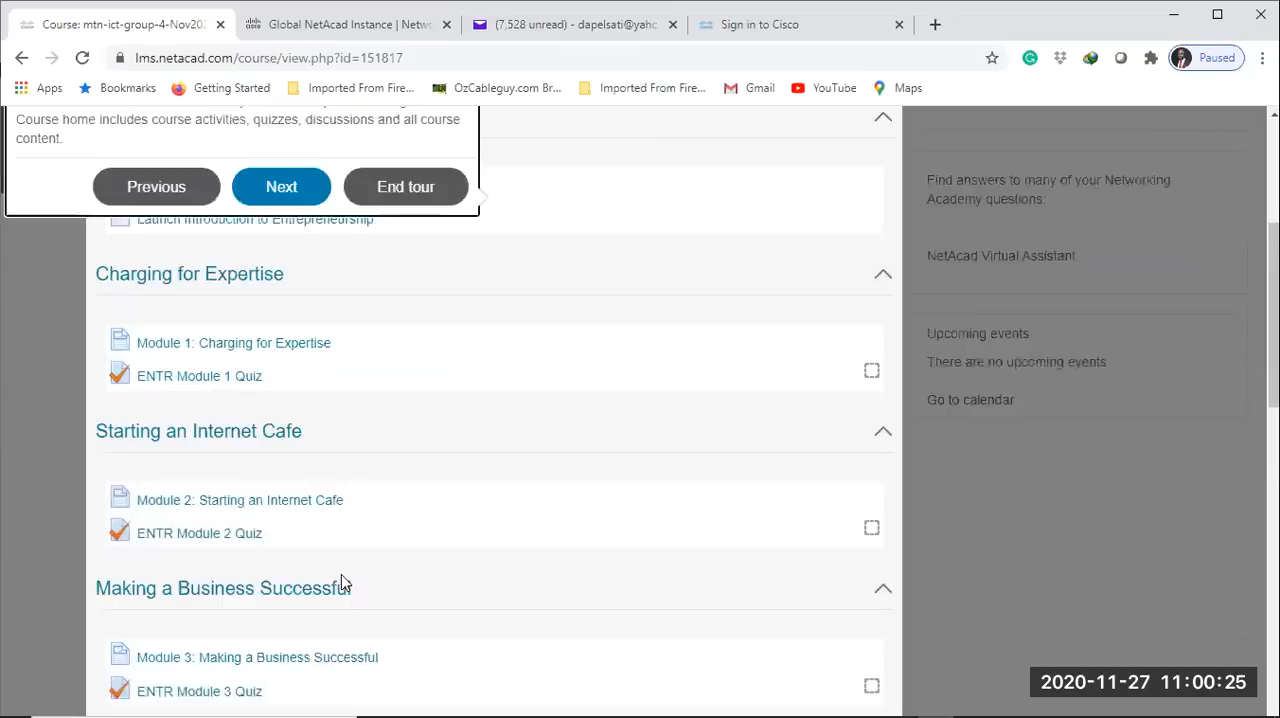 Course: mtn-ict-group-4-Nov202
Global NetAcad Instance | Netwo
(7,528 unread) - dapelsati@yahc
Sign in to Cisco
lms.netacad.com/course/view.php?id=151817
Paused
Apps
Bookmarks
Getting Started
Imported From Fire...
OzCableguy.com Br...
Imported From Fire...
Gmail
YouTube
Maps
Course home includes course activities, quizzes, discussions and all course
content.
Previous
Next
End tour
Launch Introduction to Entrepreneurship
Charging for Expertise
Module 1: Charging for Expertise
ENTR Module 1 Quiz
Starting an Internet Cafe
Module 2: Starting an Internet Cafe
ENTR Module 2 Quiz
Making a Business Successful
Module 3: Making a Business Successful
ENTR Module 3 Quiz
Find answers to many of your Networking
Academy questions:
NetAcad Virtual Assistant
Upcoming events
There are no upcoming events
Go to calendar
2020-11-27 11:00:25